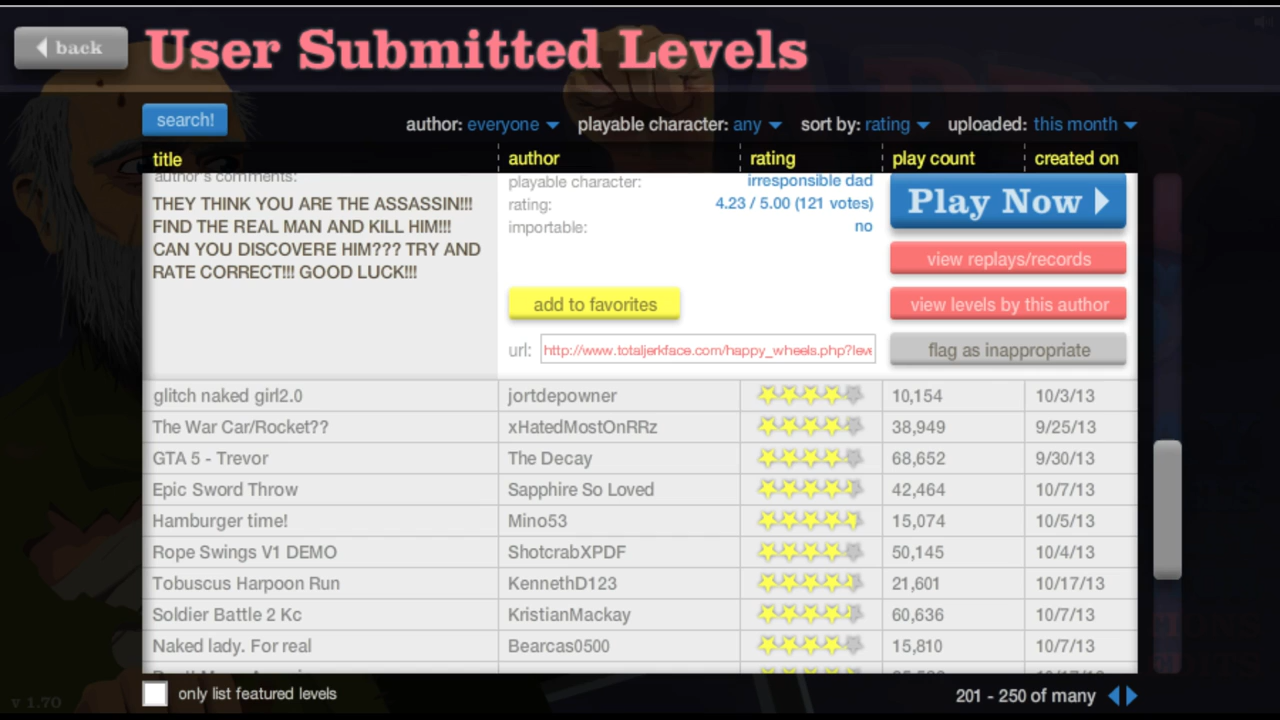 back
User Submitted Levels
search!
author: everyone playable character: any sort by: rating uploaded: this month
title author rating play count created on
author's comments:
THEY THINK YOU ARE THE ASSASSIN!!!
FIND THE REAL MAN AND KILL HIM!!!
CAN YOU DISCOVERE HIM??? TRY AND
RATE CORRECT!!! GOOD LUCK!!!
playable character: irresponsible dad
rating: 4.23 / 5.00 (121 votes)
importable: no
add to favorites
url: http://www.totaljerkface.com/happy_wheels.php?leve
Play Now
view replays/records
view levels by this author
flag as inappropriate
glitch naked girl2.0 jortdepowner 10,154 10/3/13
The War Car/Rocket?? xHatedMostOnRRz 38,949 9/25/13
GTA 5 - Trevor The Decay 68,652 9/30/13
Epic Sword Throw Sapphire So Loved 42,464 10/7/13
Hamburger time! Mino53 15,074 10/5/13
Rope Swings V1 DEMO ShotcrabXPDF 50,145 10/4/13
Tobuscus Harpoon Run KennethD123 21,601 10/17/13
Soldier Battle 2 Kc KristianMackay 60,636 10/7/13
Naked lady. For real Bearcas0500 15,810 10/7/13
only list featured levels
201 - 250 of many
v 1.70